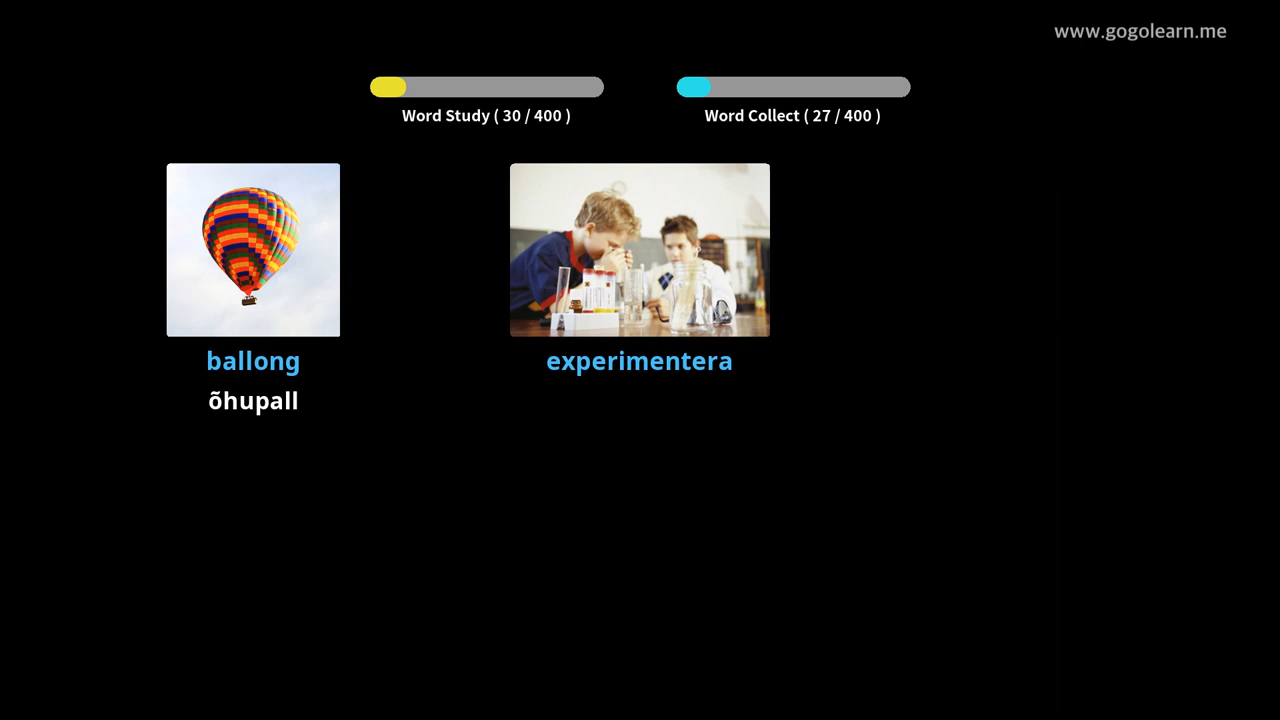 www.gogolearn.me
Word Study ( 30 / 400 )
Word Collect ( 27 / 400 )
ballong
experimentera
õhupall